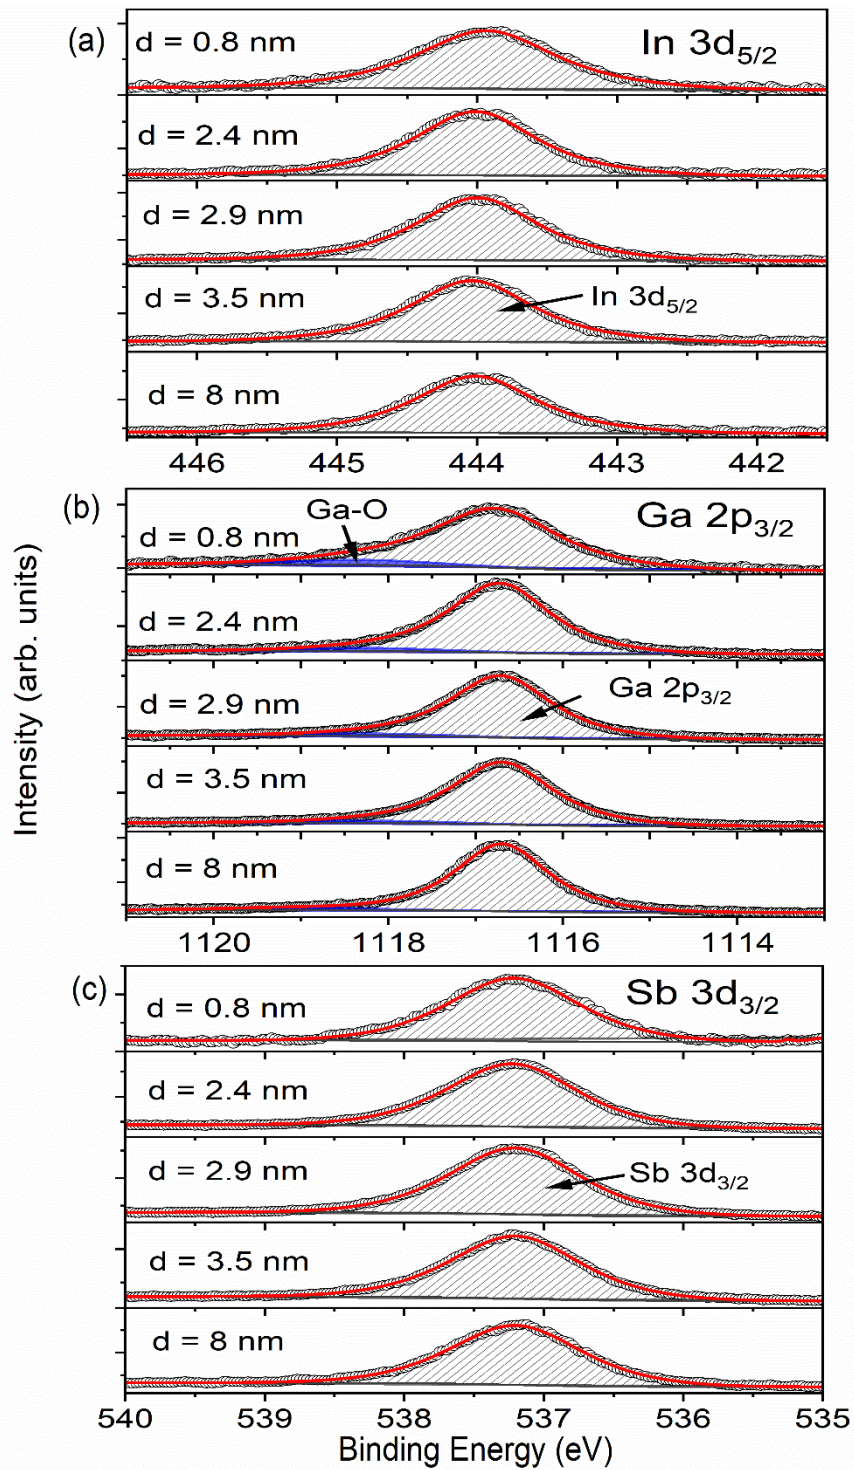 (a)
d = 0.8 nm
In 3d5/2
d = 2.4 nm
d = 2.9 nm
d = 3.5 nm
In 3d5/2
d = 8 nm
446 445 444 443 442
(b)
Ga-O
Ga 2p3/2
d = 0.8 nm
d = 2.4 nm
d = 2.9 nm
Ga 2p3/2
d = 3.5 nm
d = 8 nm
1120 1118 1116 1114
Intensity (arb. units)
(c)
d = 0.8 nm
Sb 3d3/2
d = 2.4 nm
d = 2.9 nm
Sb 3d3/2
d = 3.5 nm
d = 8 nm
540 539 538 537 536 535
Binding Energy (eV)